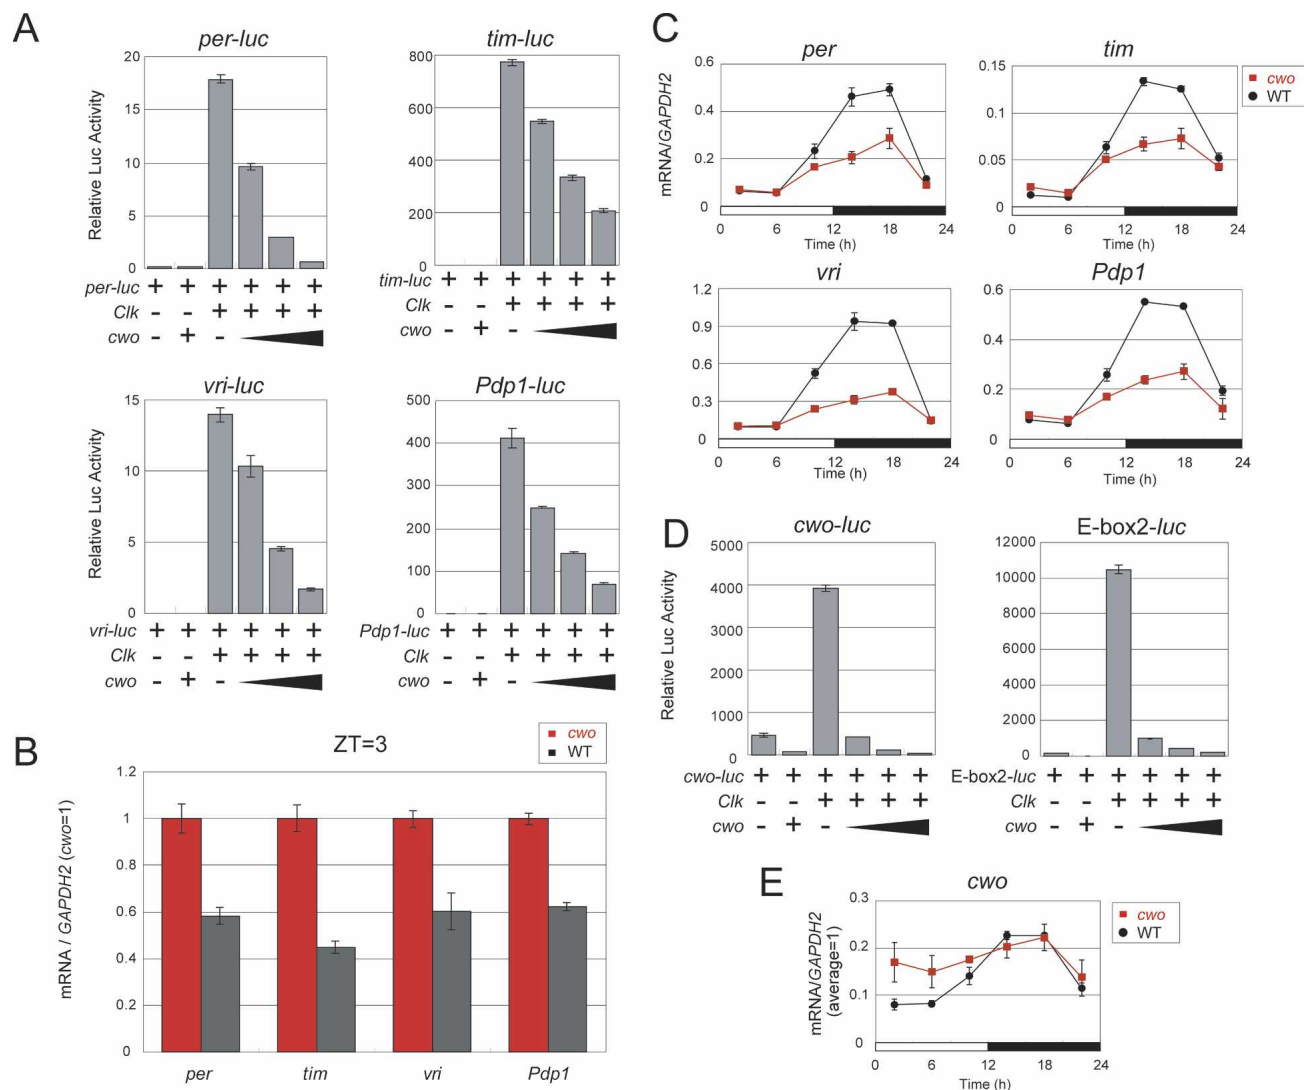 A
per-luc
Relative Luc Activity
20
15
10
5
0
per-luc + + + + + +
Clk - - + + + +
cwo - + -
tim-luc
800
600
400
200
0
tim-luc + + + + + +
Clk - - + + + +
cwo - + -
vri-luc
Relative Luc Activity
15
10
5
0
vri-luc + + + + + +
Clk - - + + + +
cwo - + -
Pdp1-luc
500
400
300
200
100
0
Pdp1-luc + + + + + +
Clk - - + + + +
cwo - + -
B
ZT=3
cwo
WT
mRNA / GAPDH2 (cwo=1)
1.2
1
0.8
0.6
0.4
0.2
0
per tim vri Pdp1
C
per
mRNA/GAPDH2
0.6
0.4
0.2
0
0 6 12 18 24
Time (h)
tim
cwo
WT
0.15
0.1
0.05
0
0 6 12 18 24
Time (h)
vri
1.2
0.9
0.6
0.3
0
0 6 12 18 24
Time (h)
Pdp1
0.6
0.4
0.2
0
0 6 12 18 24
Time (h)
D
cwo-luc
Relative Luc Activity
5000
4000
3000
2000
1000
0
cwo-luc + + + + + +
Clk - - + + + +
cwo - + -
E-box2-luc
12000
10000
8000
6000
4000
2000
0
E-box2-luc + + + + + +
Clk - - + + + +
cwo - + -
E
cwo
cwo
WT
mRNA/GAPDH2
(average=1)
0.3
0.2
0.1
0
0 6 12 18 24
Time (h)